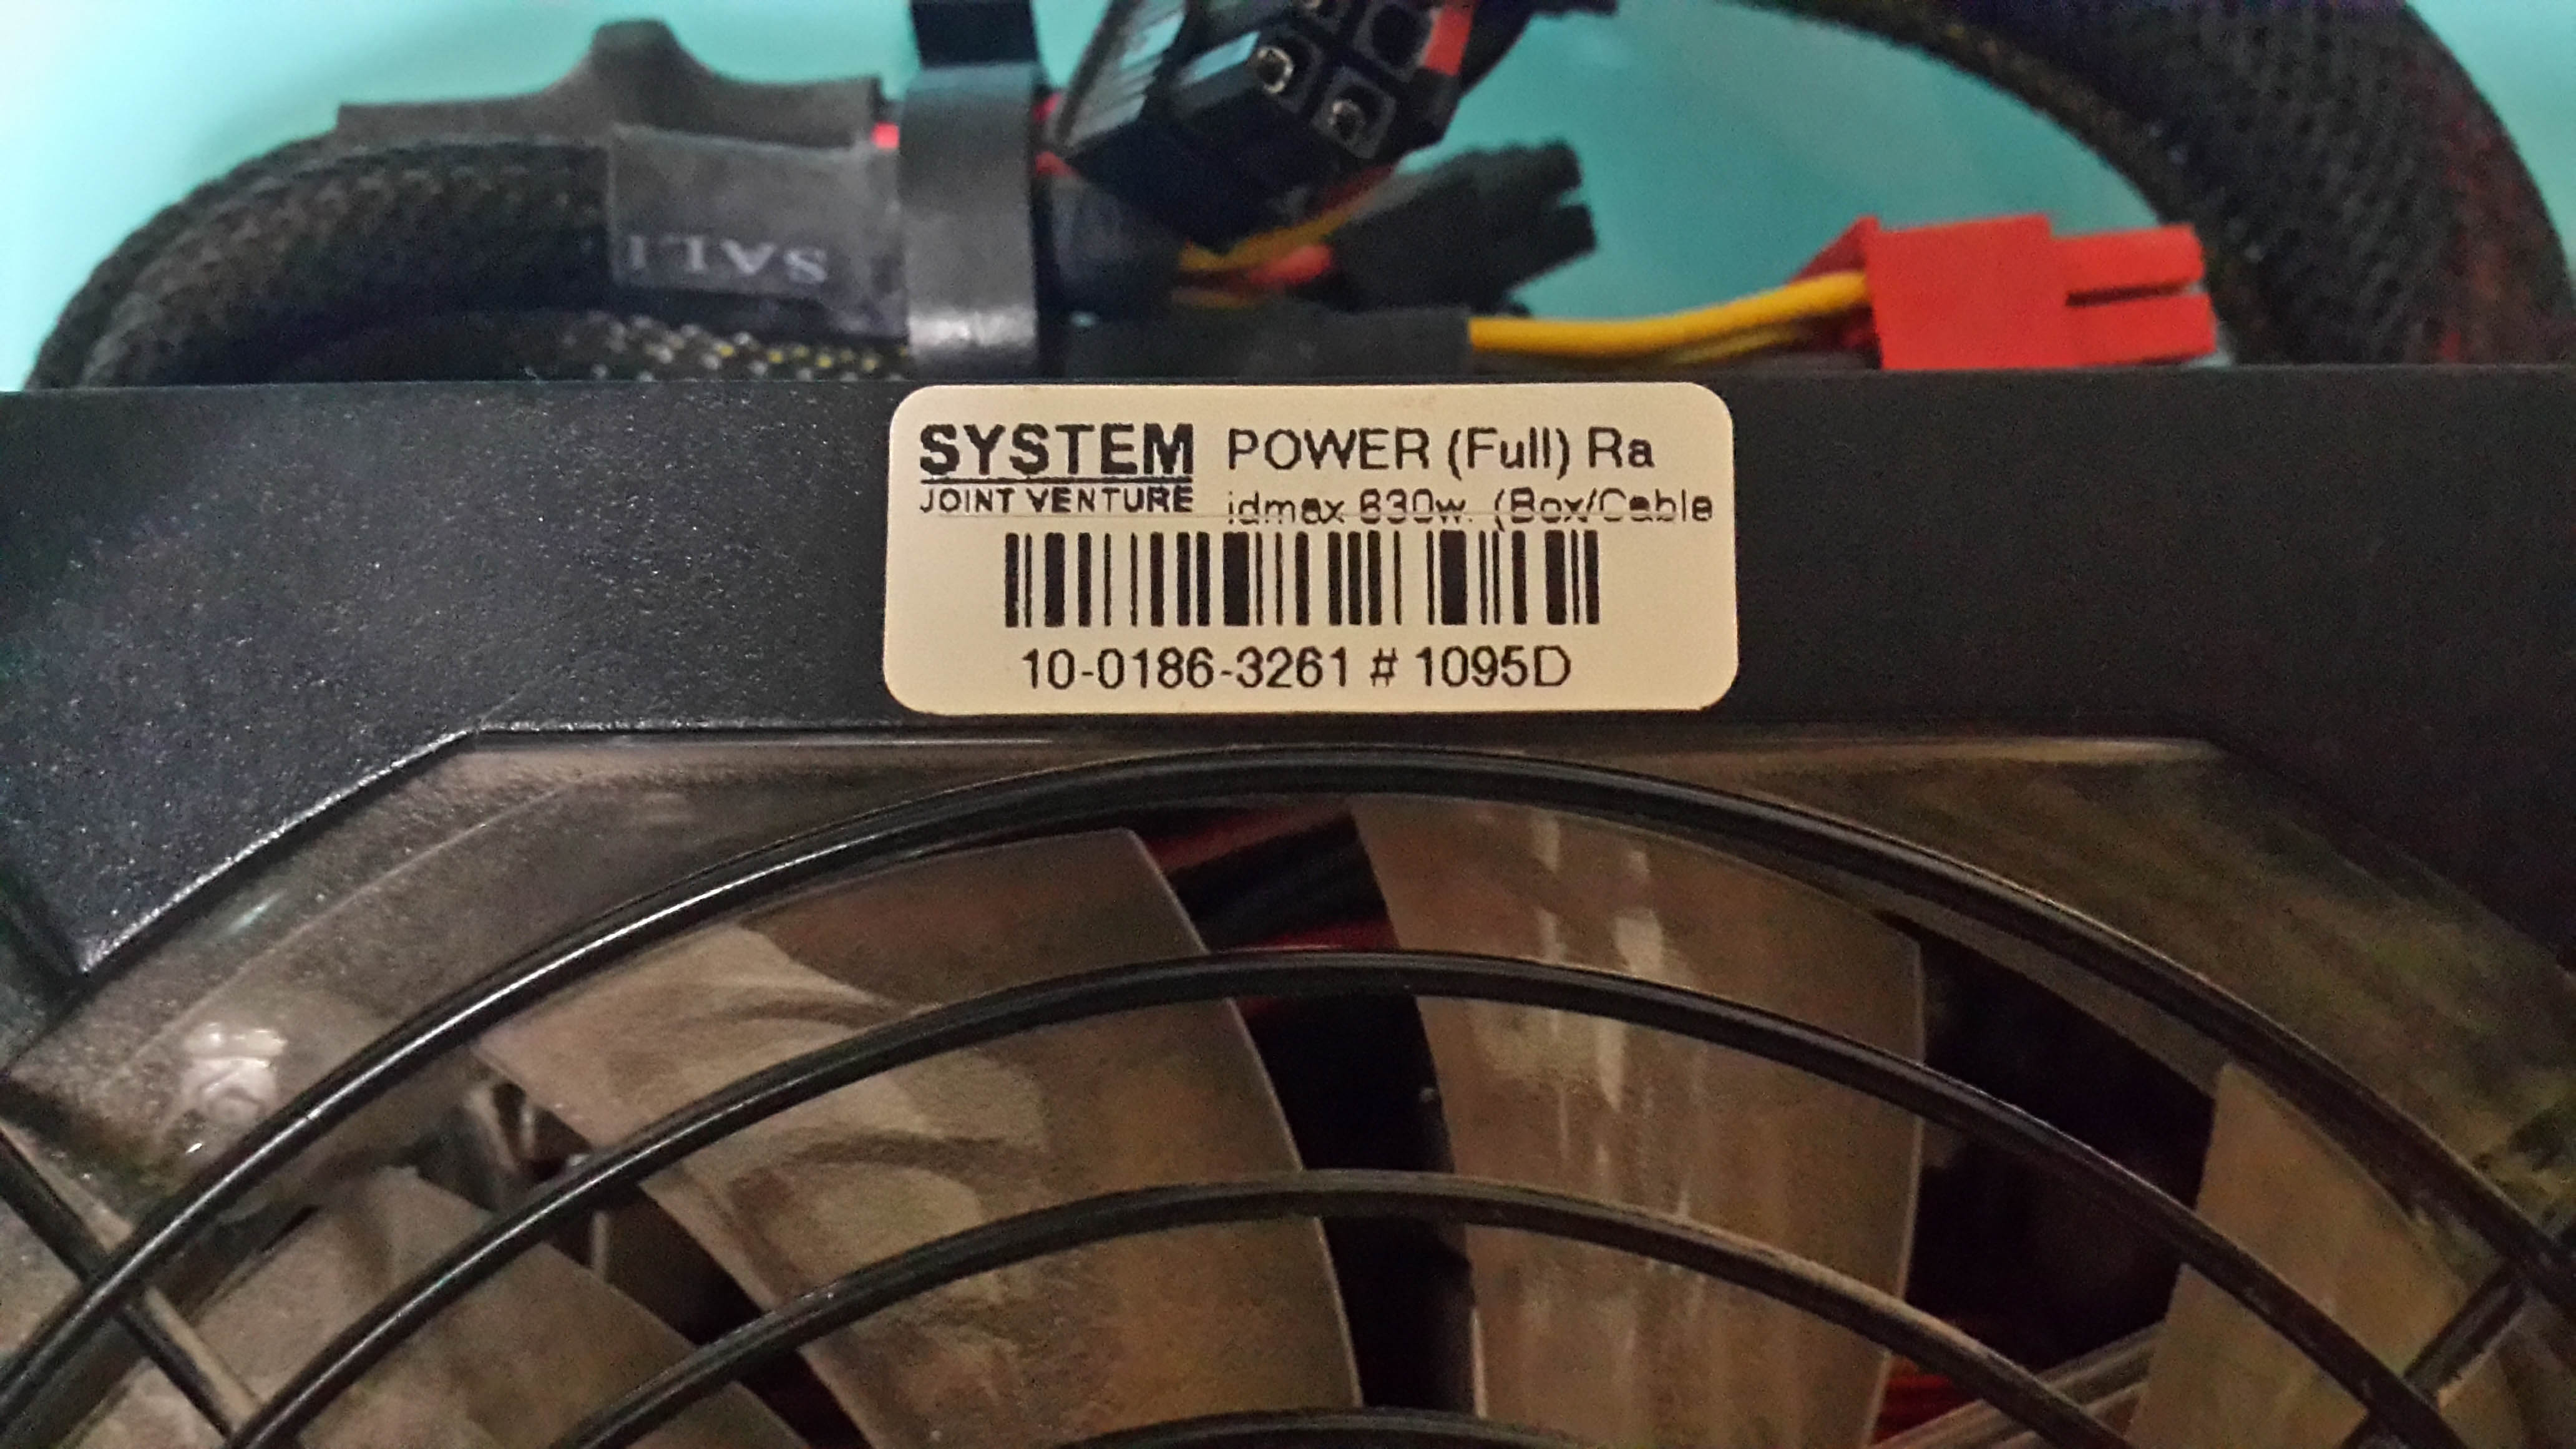 SALI
SYSTEM
JOINT VENTURE
POWER (Full) Ra
idmax 630w. (Box/Cable
10-0186-3261 # 1095D